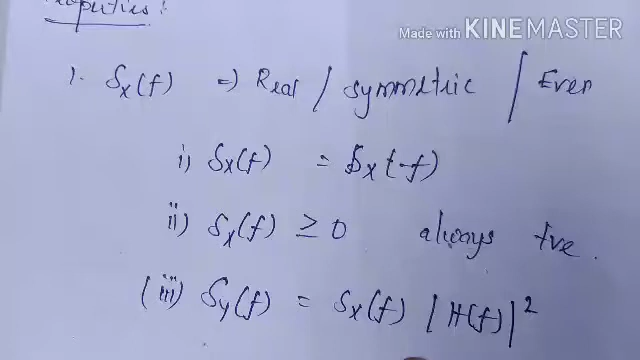 Properties:
Made with KINEMASTER
1. Sx(f) => Real / symmetric / Even
i) Sx(f) = Sx(-f)
ii) Sx(f) ≥ 0 always +ve.
(iii) Sy(f) = Sx(f) |H(f)|²